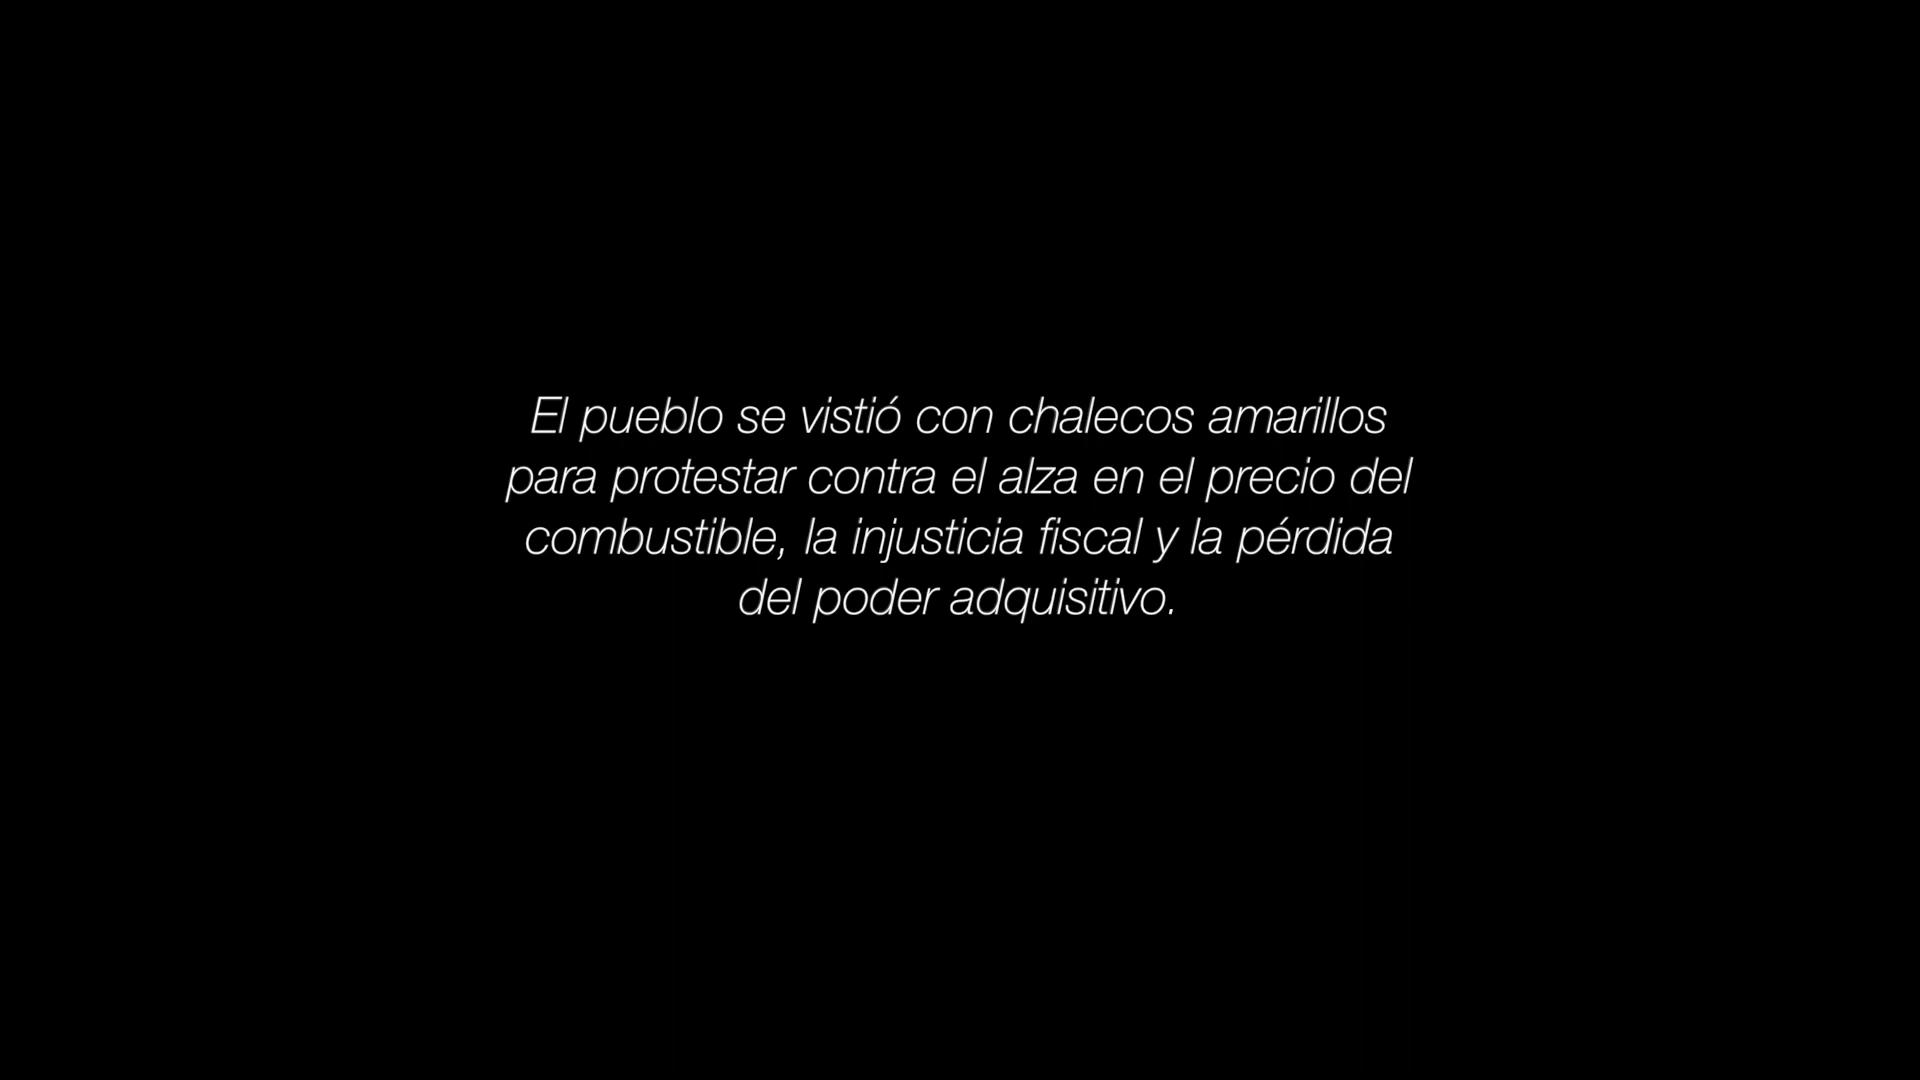 El pueblo se vistió con chalecos amarillos
para protestar contra el alza en el precio del
combustible, la injusticia fiscal y la pérdida
del poder adquisitivo.